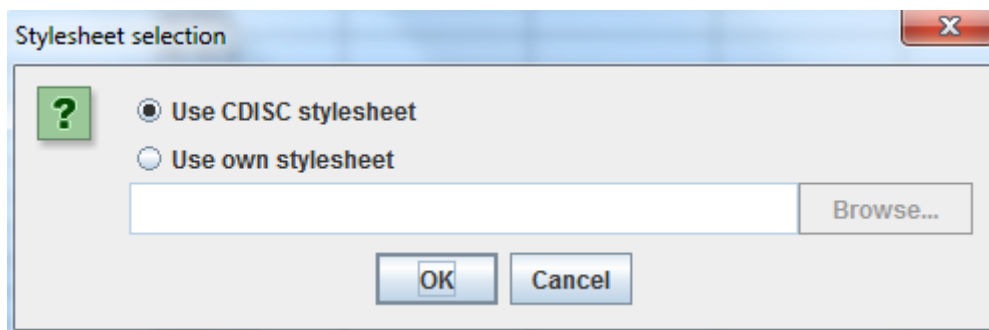 Stylesheet selection
Use CDISC stylesheet
Use own stylesheet
Browse...
OK Cancel